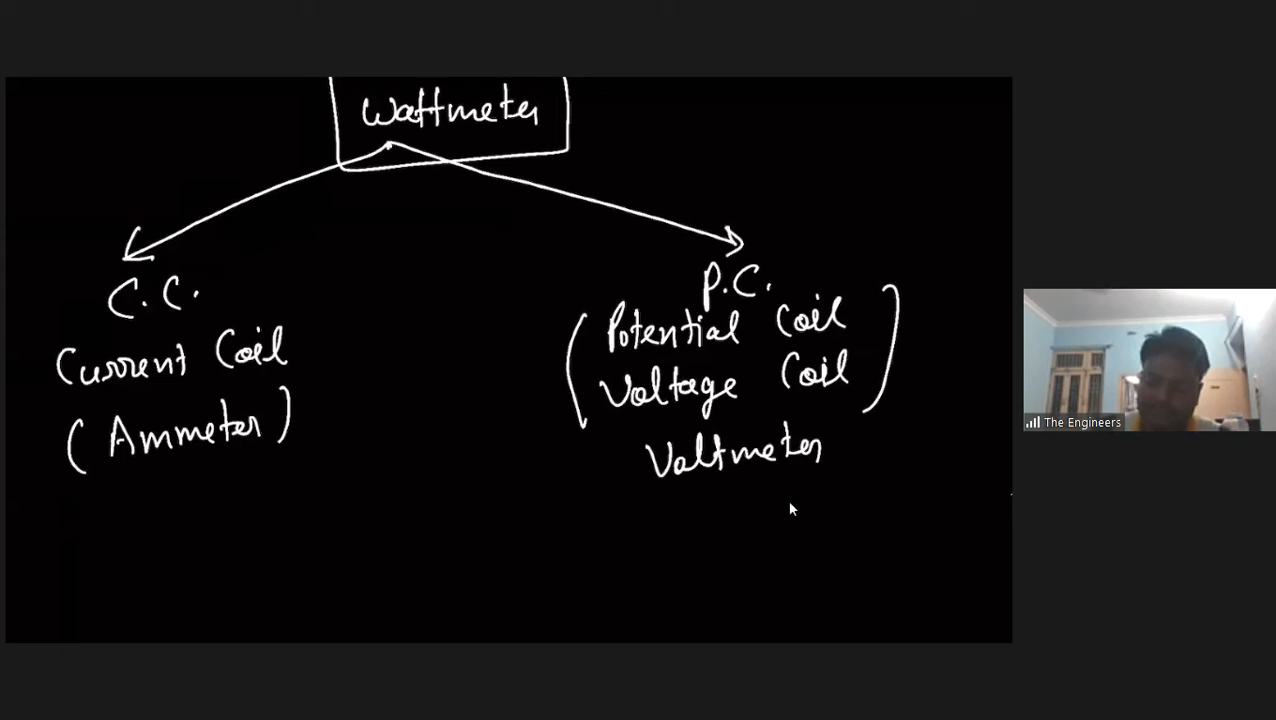 Wattmeter
C.C.
Current Coil
(Ammeter)
P.C.
(Potential Coil
Voltage Coil)
Voltmeter
The Engineers